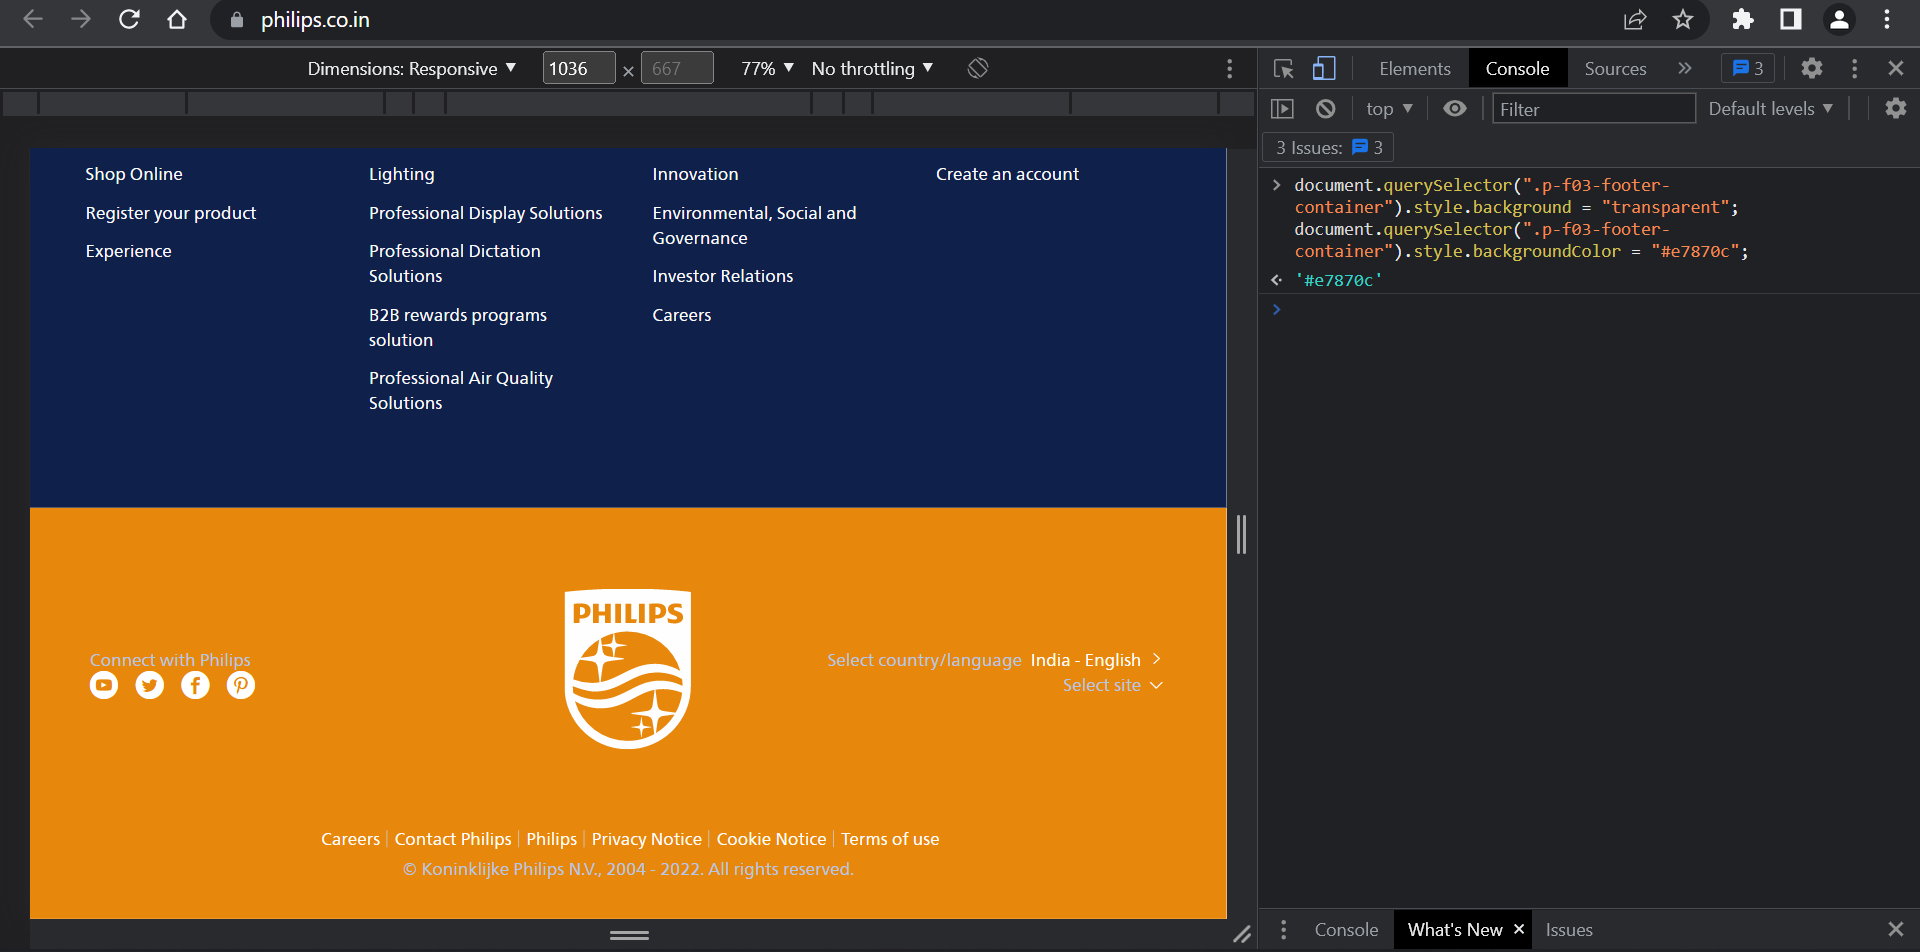 philips.co.in
Dimensions: Responsive ▼ 1036 × 667 77% ▼ No throttling ▼
Elements Console Sources » 3
top ▼ Filter Default levels ▼
3 Issues: 3
> document.querySelector(".p-f03-footer-
container").style.background = "transparent";
document.querySelector(".p-f03-footer-
container").style.backgroundColor = "#e7870c";
'#e7870c'
>
Shop Online
Register your product
Experience
Lighting
Professional Display Solutions
Professional Dictation
Solutions
B2B rewards programs
solution
Professional Air Quality
Solutions
Innovation
Environmental, Social and
Governance
Investor Relations
Careers
Create an account
Connect with Philips
PHILIPS
Select country/language India - English
Select site
Careers | Contact Philips | Philips | Privacy Notice | Cookie Notice | Terms of use
© Koninklijke Philips N.V., 2004 - 2022. All rights reserved.
Console What's New × Issues